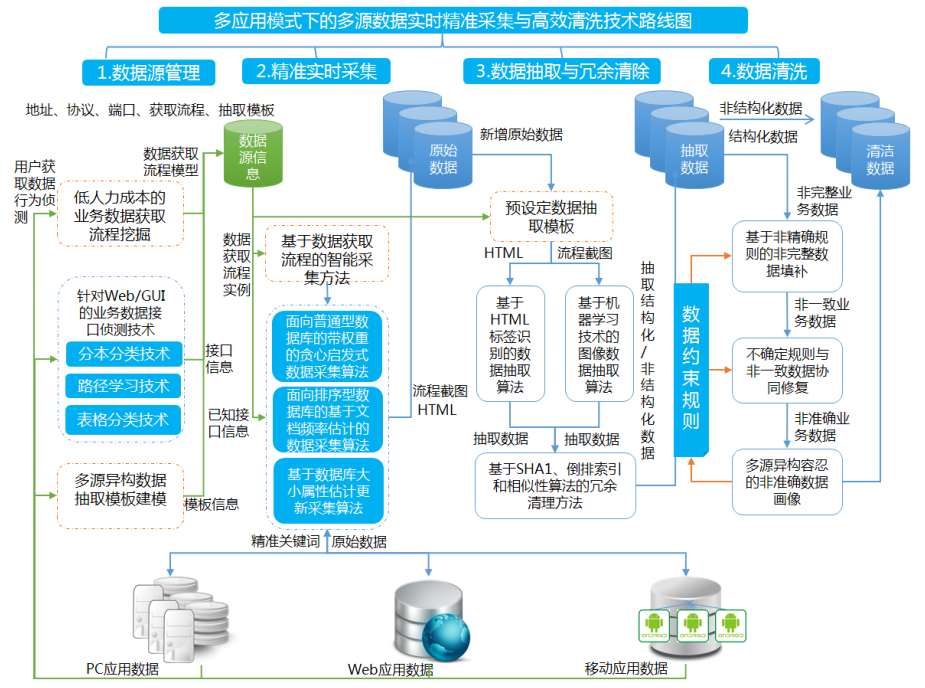 多应用模式下的多源数据实时精准采集与高效清洗技术路线图
1.数据源管理
2.精准实时采集
3.数据抽取与冗余清除
4.数据清洗
地址、协议、端口、获取流程、抽取模板
用户获
取数据
行为侦
测
数据获取
流程模型
数据
源信
息
低人力成本的
业务数据获取
流程挖掘
针对Web/GUI
的业务数据接
口侦测技术
分本分类技术
路径学习技术
表格分类技术
接口
信息
多源异构数据
抽取模板建模
模板信息
数据
获取
流程
实例
已知接
口信息
基于数据获取
流程的智能采
集方法
面向普通型数
据库的带权重
的贪心启发式
数据采集算法
面向排序型数
据库的基于文
档频率估计的
数据采集算法
基于数据库大
小属性估计更
新采集算法
流程截图
HTML
精准关键词
原始数据
原始
数据
新增原始数据
预设定数据抽
取模板
HTML
流程截图
基于
HTML
标签识
别的数
据抽取
算法
基于机
器学习
技术的
图像数
据抽取
算法
抽取数据
抽取数据
基于SHA1、倒排索引
和相似性算法的冗余
清理方法
抽取结构化/非结构化数据
抽取
数据
非结构化数据
结构化数据
清洁
数据
数据约束规则
非完整业
务数据
基于非精确规
则的非完整数
据填补
非一致业
务数据
不确定规则与
非一致数据协
同修复
非准确业
务数据
多源异构容忍
的非准确数据
画像
PC应用数据
Web应用数据
移动应用数据
ANDROID
ANDROID
ANDROID